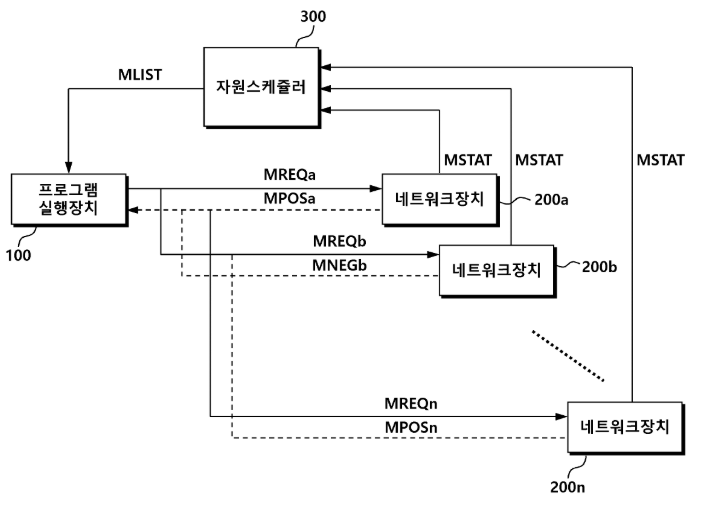 300
자원스케쥴러
MLIST
MSTAT
MSTAT
MSTAT
프로그램
실행장치
100
MREQa
MPOSa
네트워크장치
200a
MREQb
MNEGb
네트워크장치
200b
MREQn
MPOSn
네트워크장치
200n